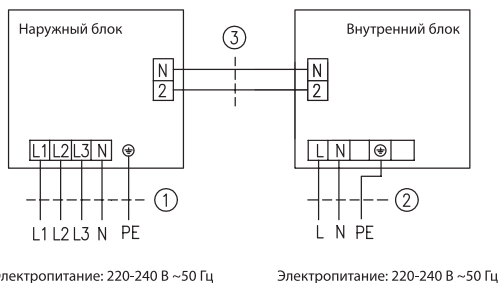 Наружный блок
Внутренний блок
3
N
2
N
2
L1 L2 L3 N
L N
1
2
L1 L2 L3 N PE
L N PE
лектропитание: 220-240 В ~50 Гц
Электропитание: 220-240 В ~50 Гц